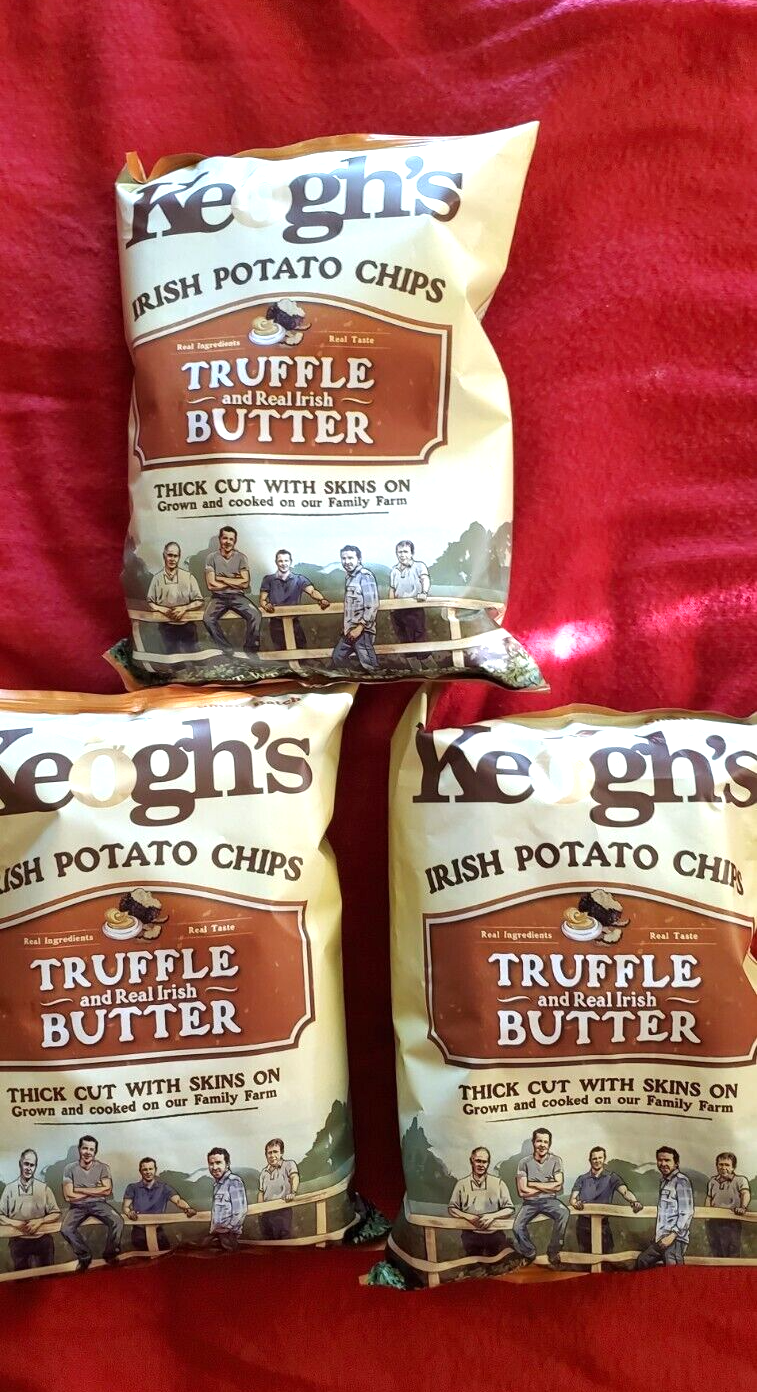 Keogh's
IRISH POTATO CHIPS
Real Ingredients Real Taste
TRUFFLE
and Real Irish
BUTTER
THICK CUT WITH SKINS ON
Grown and cooked on our Family Farm
Keogh's
IRISH POTATO CHIPS
Real Ingredients Real Taste
TRUFFLE
and Real Irish
BUTTER
THICK CUT WITH SKINS ON
Grown and cooked on our Family Farm
Keogh's
IRISH POTATO CHIPS
Real Ingredients Real Taste
TRUFFLE
and Real Irish
BUTTER
THICK CUT WITH SKINS ON
Grown and cooked on our Family Farm